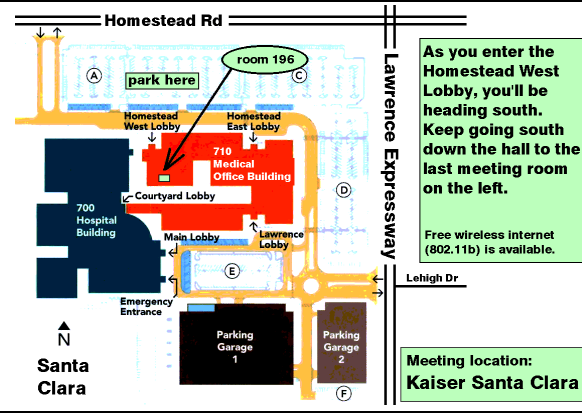 Homestead Rd
A
park here
room 196
C
Homestead
West Lobby
Homestead
East Lobby
710
Medical
Office Building
Courtyard Lobby
700
Hospital
Building
Main Lobby
Lawrence
Lobby
D
E
Emergency
Entrance
Lawrence Expressway
Lehigh Dr
N
Santa
Clara
Parking
Garage
1
Parking
Garage
2
F
As you enter the
Homestead West
Lobby, you'll be
heading south.
Keep going south
down the hall to the
last meeting room
on the left.
Free wireless internet
(802.11b) is available.
Meeting location:
Kaiser Santa Clara